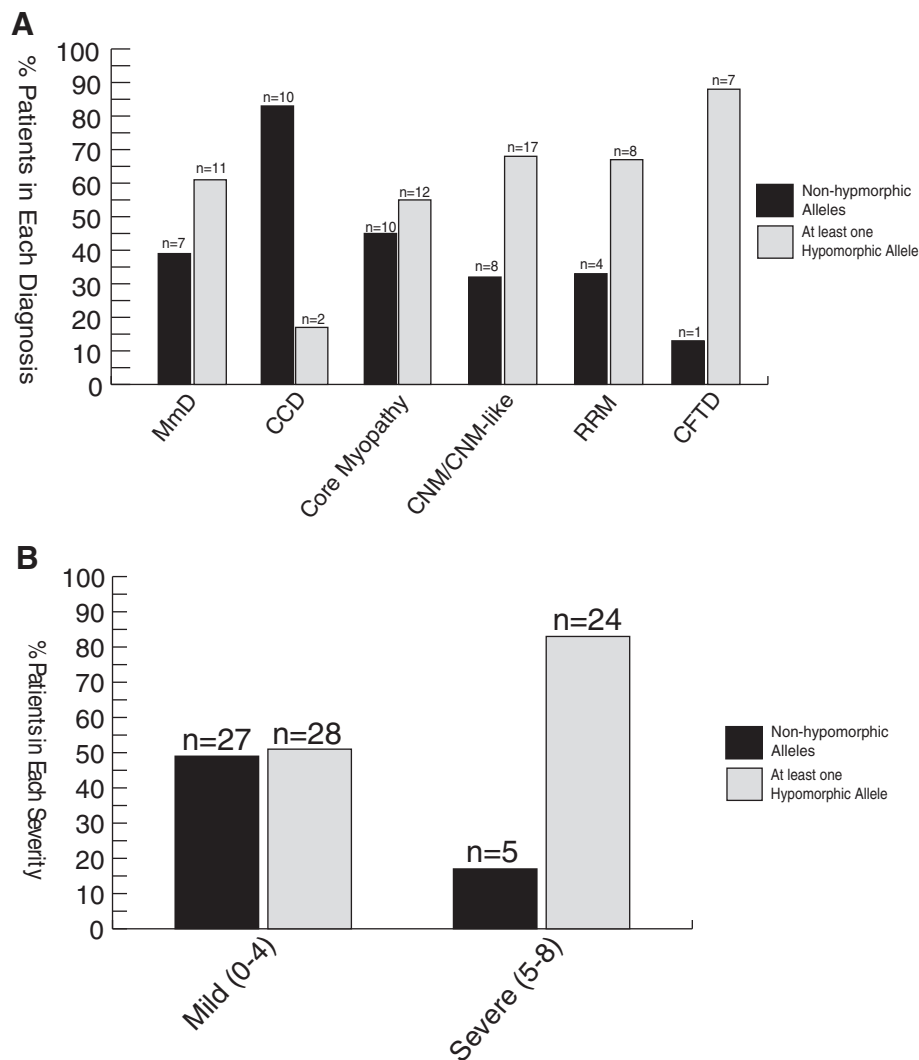 A
% Patients in Each Diagnosis
100
90
80
70
60
50
40
30
20
10
0
n=7
n=11
n=10
n=2
n=10
n=12
n=8
n=17
n=4
n=8
n=1
n=7
MmD
CCD
Core Myopathy
CNM/CNM-like
RRM
CFTD
Non-hypmorphic
Alleles
At least one
Hypomorphic Allele
B
% Patients in Each Severity
100
90
80
70
60
50
40
30
20
10
0
n=27
n=28
n=5
n=24
Mild (0-4)
Severe (5-8)
Non-hypomorphic
Alleles
At least one
Hypomorphic Allele